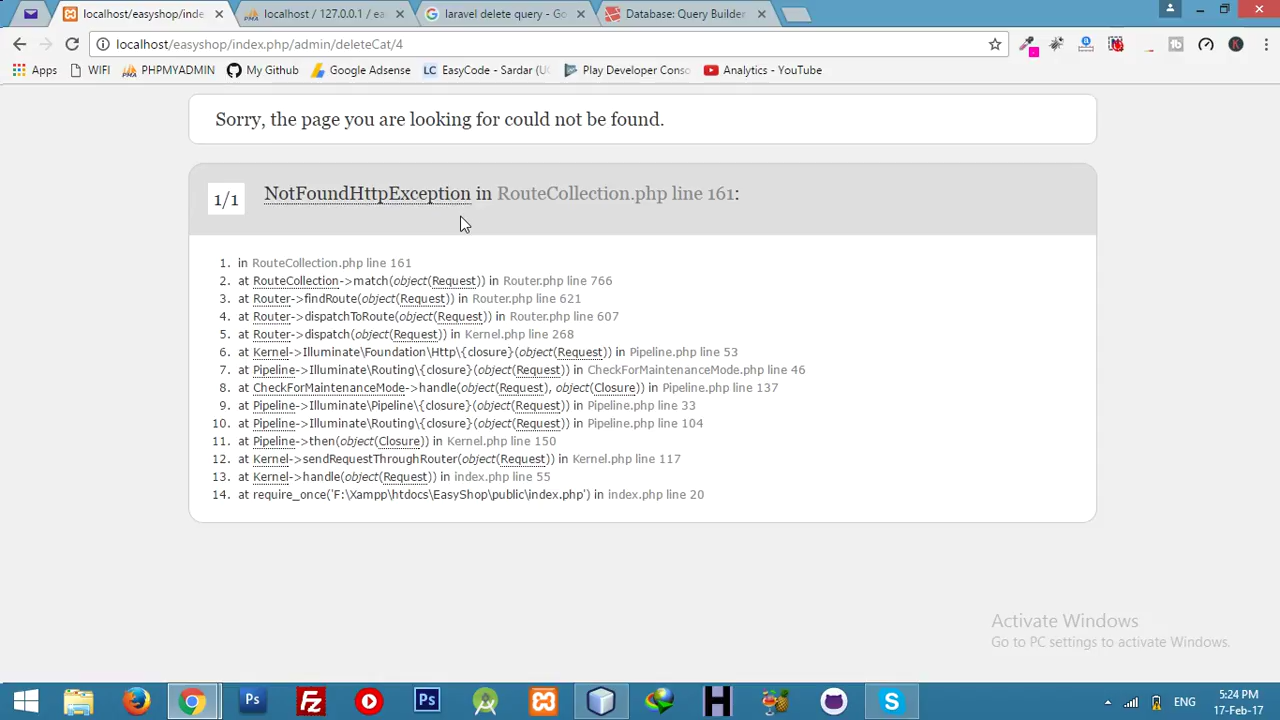 localhost/easyshop/inde
localhost / 127.0.0.1 / ea
laravel delete query - Go
Database: Query Builder
localhost/easyshop/index.php/admin/deleteCat/4
Apps
WIFI
PHPMYADMIN
My Github
Google Adsense
LC EasyCode - Sardar (U
Play Developer Conso
Analytics - YouTube
Sorry, the page you are looking for could not be found.
1/1
NotFoundHttpException in RouteCollection.php line 161:
1. in RouteCollection.php line 161
2. at RouteCollection->match(object(Request)) in Router.php line 766
3. at Router->findRoute(object(Request)) in Router.php line 621
4. at Router->dispatchToRoute(object(Request)) in Router.php line 607
5. at Router->dispatch(object(Request)) in Kernel.php line 268
6. at Kernel->Illuminate\Foundation\Http\{closure}(object(Request)) in Pipeline.php line 53
7. at Pipeline->Illuminate\Routing\{closure}(object(Request)) in CheckForMaintenanceMode.php line 46
8. at CheckForMaintenanceMode->handle(object(Request), object(Closure)) in Pipeline.php line 137
9. at Pipeline->Illuminate\Pipeline\{closure}(object(Request)) in Pipeline.php line 33
10. at Pipeline->Illuminate\Routing\{closure}(object(Request)) in Pipeline.php line 104
11. at Pipeline->then(object(Closure)) in Kernel.php line 150
12. at Kernel->sendRequestThroughRouter(object(Request)) in Kernel.php line 117
13. at Kernel->handle(object(Request)) in index.php line 55
14. at require_once('F:\Xampp\htdocs\EasyShop\public\index.php') in index.php line 20
Activate Windows
Go to PC settings to activate Windows.
ENG
5:24 PM
17-Feb-17